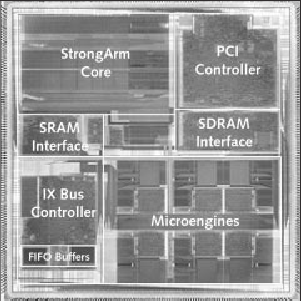 StrongArm
Core
PCI
Controller
SRAM
Interface
SDRAM
Interface
IX Bus
Controller
Microengines
FIFO Buffers